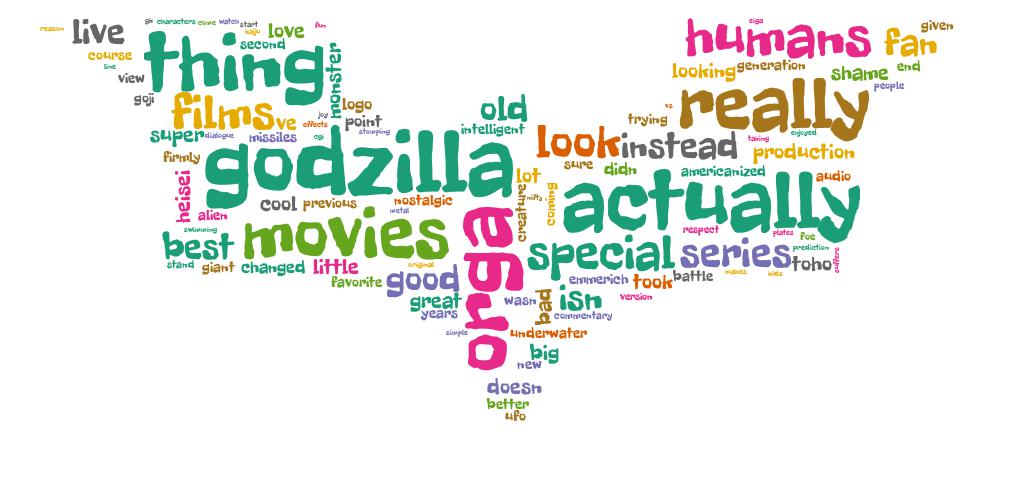 reason
live
gix
characters
come
watch
start
kaiju
love
fun
second
course
time
view
goji
thing
monster
films
ve
logo
joy
effects
point
stomping
cgi
super
dialogue
missiles
firmly
godzilla
old
intelligent
heisei
alien
cool
previous
nostalgic
metal
swimming
best
movies
stand
giant
changed
little
original
favorite
good
great
years
simple
orga
creature
lot
coming
eiga
humans
fan
given
looking
generation
shame
end
people
really
vs
trying
look
instead
taking
enjoyed
production
sure
didn
americanized
audio
actually
respect
plates
foe
prediction
special
series
toho
suffers
emmerich
took
battle
makes
kids
wasn
bad
isn
version
commentary
underwater
big
new
doesn
better
ufo